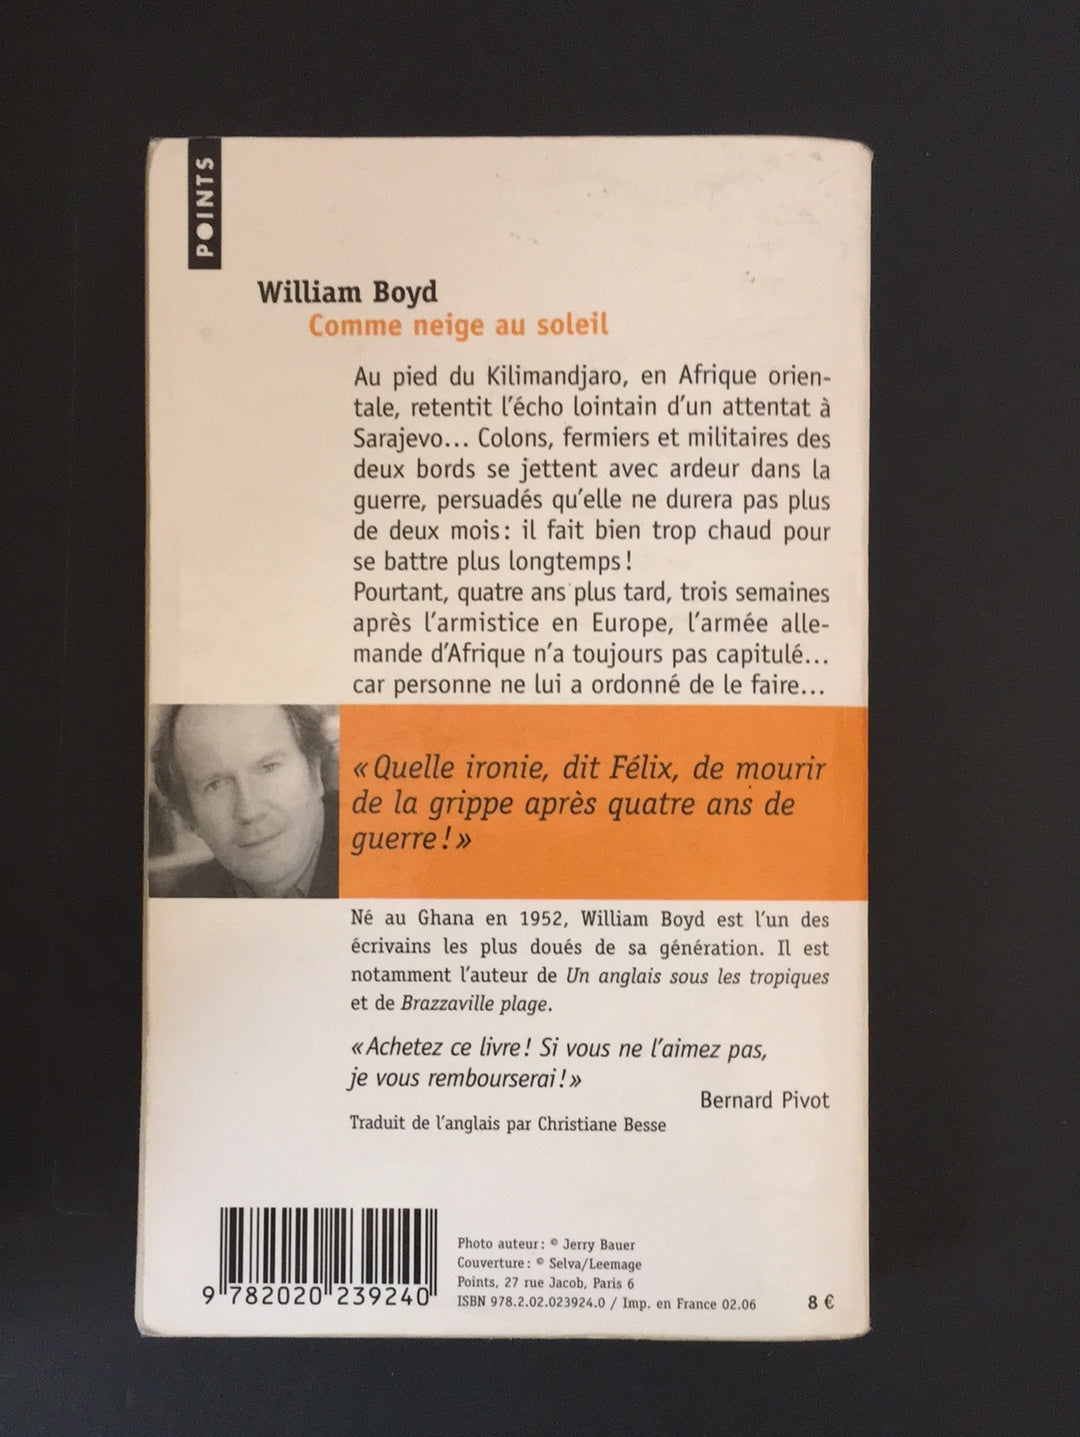 POINTS
William Boyd
Comme neige au soleil
Au pied du Kilimandjaro, en Afrique orien-
tale, retentit l'écho lointain d'un attentat à
Sarajevo... Colons, fermiers et militaires des
deux bords se jettent avec ardeur dans la
guerre, persuadés qu'elle ne durera pas plus
de deux mois : il fait bien trop chaud pour
se battre plus longtemps !
Pourtant, quatre ans plus tard, trois semaines
après l'armistice en Europe, l'armée alle-
mande d'Afrique n'a toujours pas capitulé...
car personne ne lui a ordonné de le faire...
« Quelle ironie, dit Félix, de mourir
de la grippe après quatre ans de
guerre ! »
Né au Ghana en 1952, William Boyd est l'un des
écrivains les plus doués de sa génération. Il est
notamment l'auteur de Un anglais sous les tropiques
et de Brazzaville plage.
« Achetez ce livre ! Si vous ne l'aimez pas,
je vous rembourserai ! »
Bernard Pivot
Traduit de l'anglais par Christiane Besse
Photo auteur : © Jerry Bauer
Couverture : © Selva/Leemage
Points, 27 rue Jacob, Paris 6
ISBN 978.2.02.023924.0 / Imp. en France 02.06
8 €
9 782020 239240